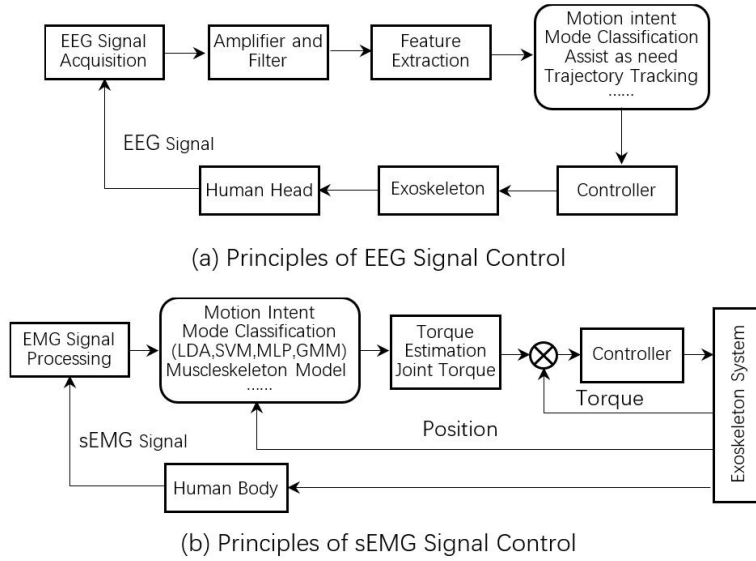 EEG Signal
Acquisition
Amplifier and
Filter
Feature
Extraction
Motion intent
Mode Classification
Assist as need
Trajectory Tracking
......
EEG Signal
Human Head
Exoskeleton
Controller
(a) Principles of EEG Signal Control
EMG Signal
Processing
Motion Intent
Mode Classification
(LDA,SVM,MLP,GMM)
Muscleskeleton Model
......
Torque
Estimation
Joint Torque
Controller
Exoskeleton System
Torque
Position
sEMG Signal
Human Body
(b) Principles of sEMG Signal Control